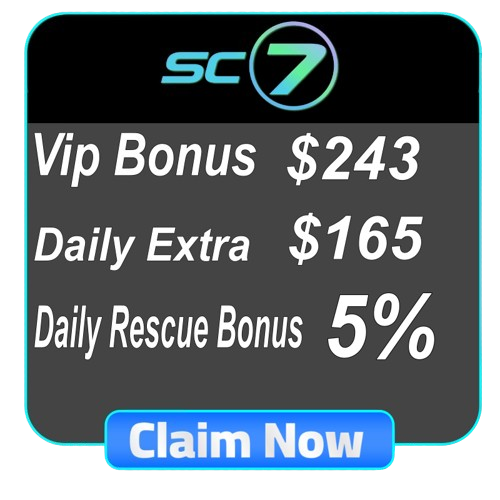 SC7
Vip Bonus $243
Daily Extra $165
Daily Rescue Bonus 5%
Claim Now